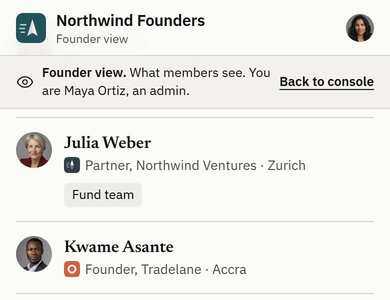 Northwind Founders
Founder view
Founder view. What members see. You
are Maya Ortiz, an admin.
Back to console
Julia Weber
Partner, Northwind Ventures · Zurich
Fund team
Kwame Asante
Founder, Tradelane · Accra